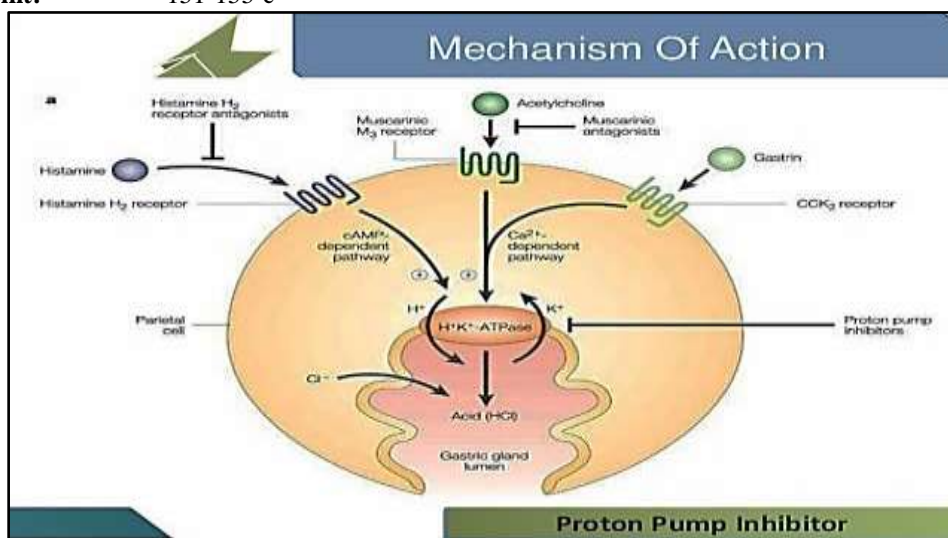 Mechanism Of Action
a
Histamine H2
receptor antagonists
Acetylcholine
Muscarinic
M3 receptor
Muscarinic
antagonists
Histamine
Gastrin
Histamine H2 receptor
CCK2 receptor
cAMP-
dependent
pathway
Ca2+-
dependent
pathway
+
+
H+
K+
Parietal
cell
H+K+-ATPase
Proton pump
inhibitors
Cl-
Acid (HCl)
Gastric gland
lumen
Proton Pump Inhibitor